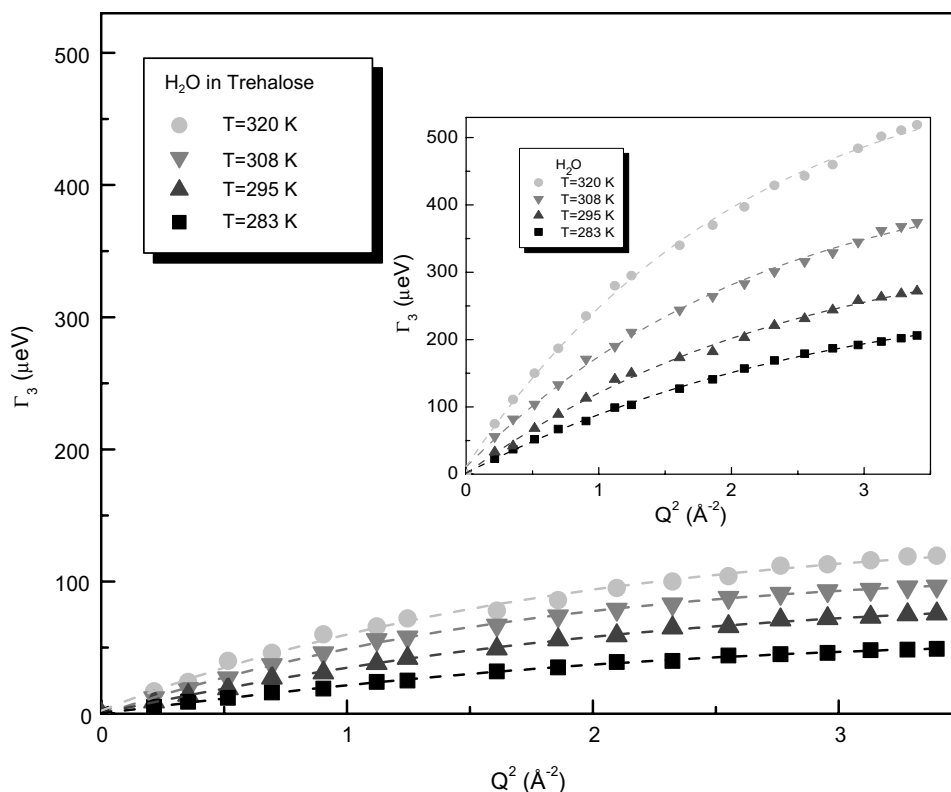 500
400
300
200
100
0
Γ₃ (μeV)
H₂O in Trehalose
T=320 K
T=308 K
T=295 K
T=283 K
500
400
300
200
100
0
Γ₃ (μeV)
H₂O
T=320 K
T=308 K
T=295 K
T=283 K
0 1 2 3
Q² (Å⁻²)
0 1 2 3
Q² (Å⁻²)